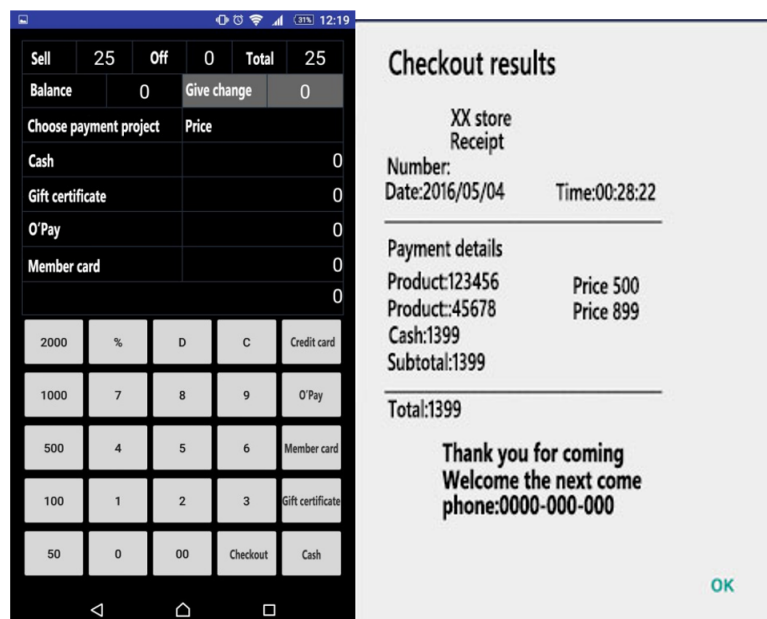 31% 12:19
Sell 25 Off 0 Total 25
Balance 0 Give change 0
Choose payment project Price
Cash 0
Gift certificate 0
O'Pay 0
Member card 0
0
2000 % D C Credit card
1000 7 8 9 O'Pay
500 4 5 6 Member card
100 1 2 3 Gift certificate
50 0 00 Checkout Cash
Checkout results
XX store
Receipt
Number:
Date:2016/05/04 Time:00:28:22
Payment details
Product:123456 Price 500
Product::45678 Price 899
Cash:1399
Subtotal:1399
Total:1399
Thank you for coming
Welcome the next come
phone:0000-000-000
OK